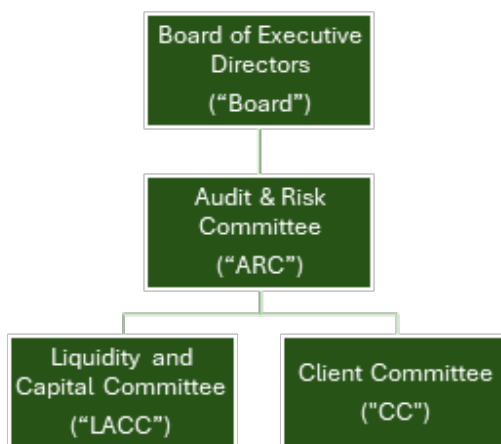 Board of Executive
Directors
(“Board”)
Audit & Risk
Committee
(“ARC”)
Liquidity and
Capital Committee
(“LACC”)
Client Committee
("CC")